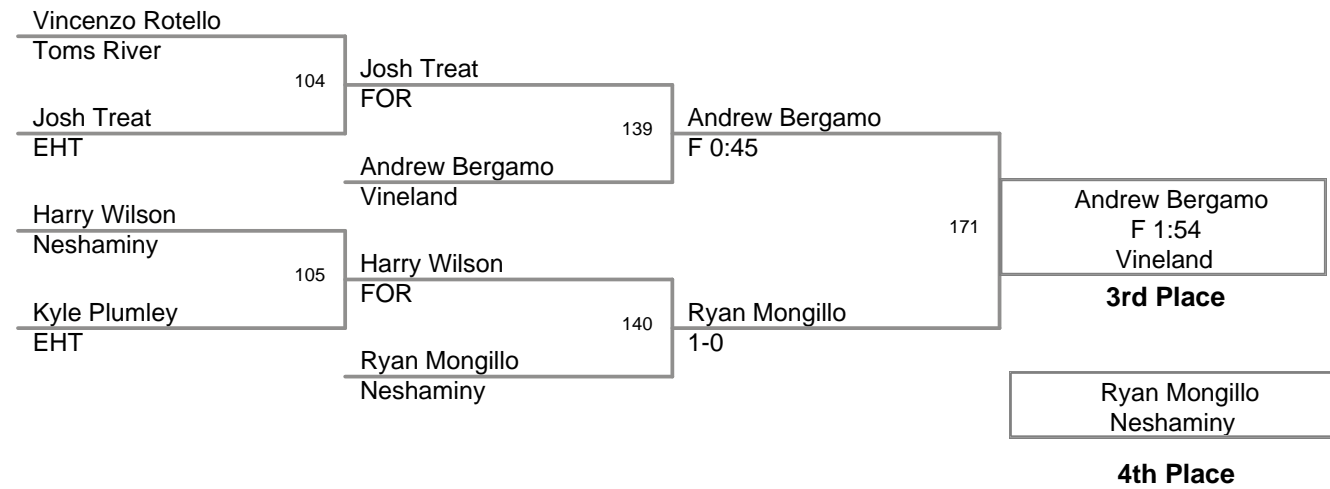 Vincenzo Rotello
Toms River
104
Josh Treat
EHT
Josh Treat
FOR
139
Andrew Bergamo
Vineland
Andrew Bergamo
F 0:45
Harry Wilson
Neshaminy
105
Kyle Plumley
EHT
Harry Wilson
FOR
140
Ryan Mongillo
Neshaminy
Ryan Mongillo
1-0
171
Andrew Bergamo
F 1:54
Vineland
3rd Place
Ryan Mongillo
Neshaminy
4th Place